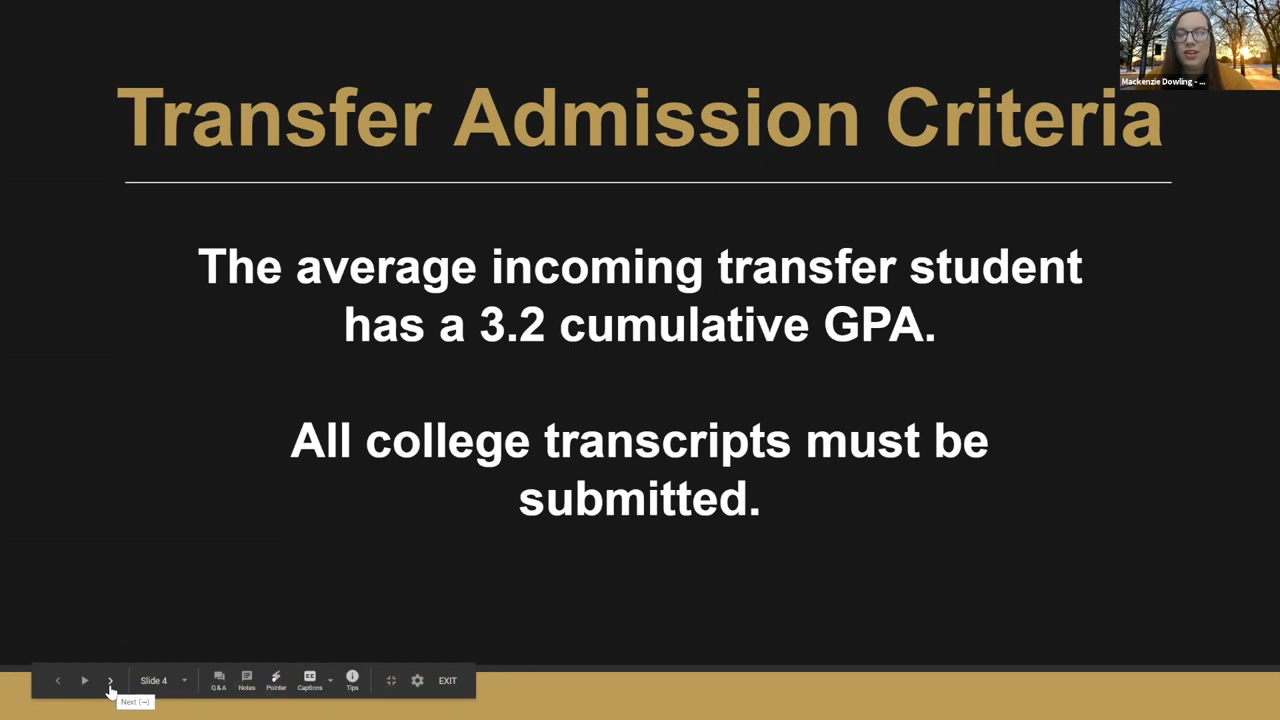 Mackenzie Dowling - ...
Transfer Admission Criteria
The average incoming transfer student
has a 3.2 cumulative GPA.
All college transcripts must be
submitted.
Slide 4
Q & A
Notes
Pointer
Captions
Tips
EXIT
Next (→)